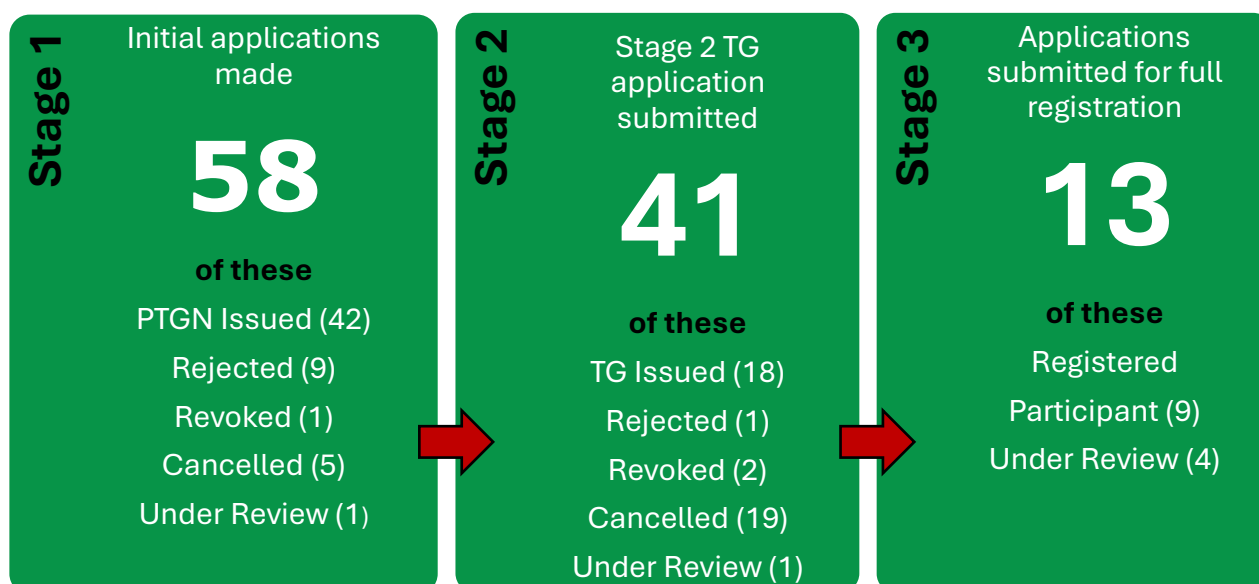 Stage 1
Initial applications
made
58
of these
PTGN Issued (42)
Rejected (9)
Revoked (1)
Cancelled (5)
Under Review (1)
Stage 2
Stage 2 TG
application
submitted
41
of these
TG Issued (18)
Rejected (1)
Revoked (2)
Cancelled (19)
Under Review (1)
Stage 3
Applications
submitted for full
registration
13
of these
Registered
Participant (9)
Under Review (4)